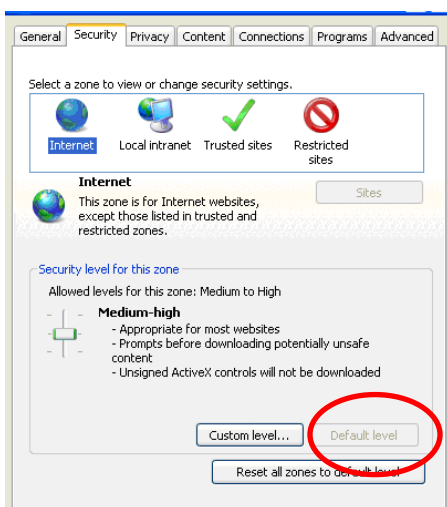 General Security Privacy Content Connections Programs Advanced
Select a zone to view or change security settings.
Internet Local intranet Trusted sites Restricted
sites
Internet
Sites
This zone is for Internet websites,
except those listed in trusted and
restricted zones.
Security level for this zone
Allowed levels for this zone: Medium to High
Medium-high
- Appropriate for most websites
- Prompts before downloading potentially unsafe
content
- Unsigned ActiveX controls will not be downloaded
Custom level... Default level
Reset all zones to default level